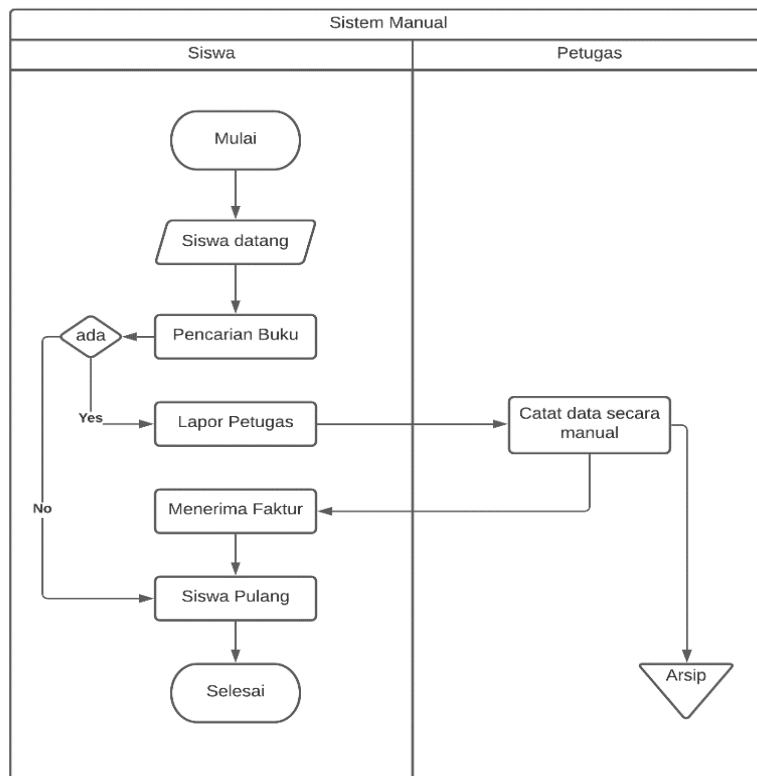 Sistem Manual
Siswa
Petugas
Mulai
Siswa datang
ada
Pencarian Buku
Yes
Lapor Petugas
Catat data secara
manual
No
Menerima Faktur
Siswa Pulang
Selesai
Arsip